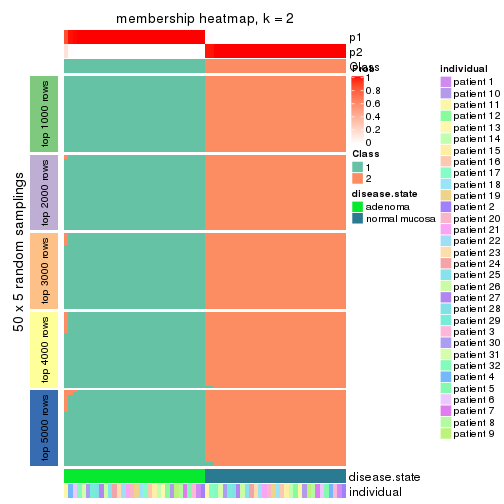 membership heatmap, k = 2
p1
p2
Class
50 x 5 random samplings
top 1000 rows
top 2000 rows
top 3000 rows
top 4000 rows
top 5000 rows
disease.state
individual
Prob
1
0.8
0.6
0.4
0.2
0
Class
1
2
disease.state
adenoma
normal mucosa
individual
patient 1
patient 10
patient 11
patient 12
patient 13
patient 14
patient 15
patient 16
patient 17
patient 18
patient 19
patient 2
patient 20
patient 21
patient 22
patient 23
patient 24
patient 25
patient 26
patient 27
patient 28
patient 29
patient 3
patient 30
patient 31
patient 32
patient 4
patient 5
patient 6
patient 7
patient 8
patient 9